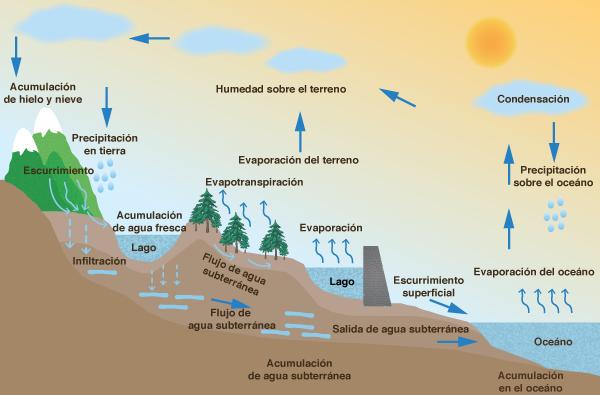 Acumulación
de hielo y nieve
Humedad sobre el terreno
Condensación
Precipitación
en tierra
Escurrimiento
Evaporación del terreno
Evapotranspiración
Precipitación
sobre el océano
Acumulación
de agua fresca
Lago
Evaporación
Infiltración
Flujo de agua
subterránea
Lago
Escurrimiento
superficial
Evaporación del océano
Flujo de
agua subterránea
Salida de agua subterránea
Oceáno
Acumulación
de agua subterránea
Acumulación
en el océano